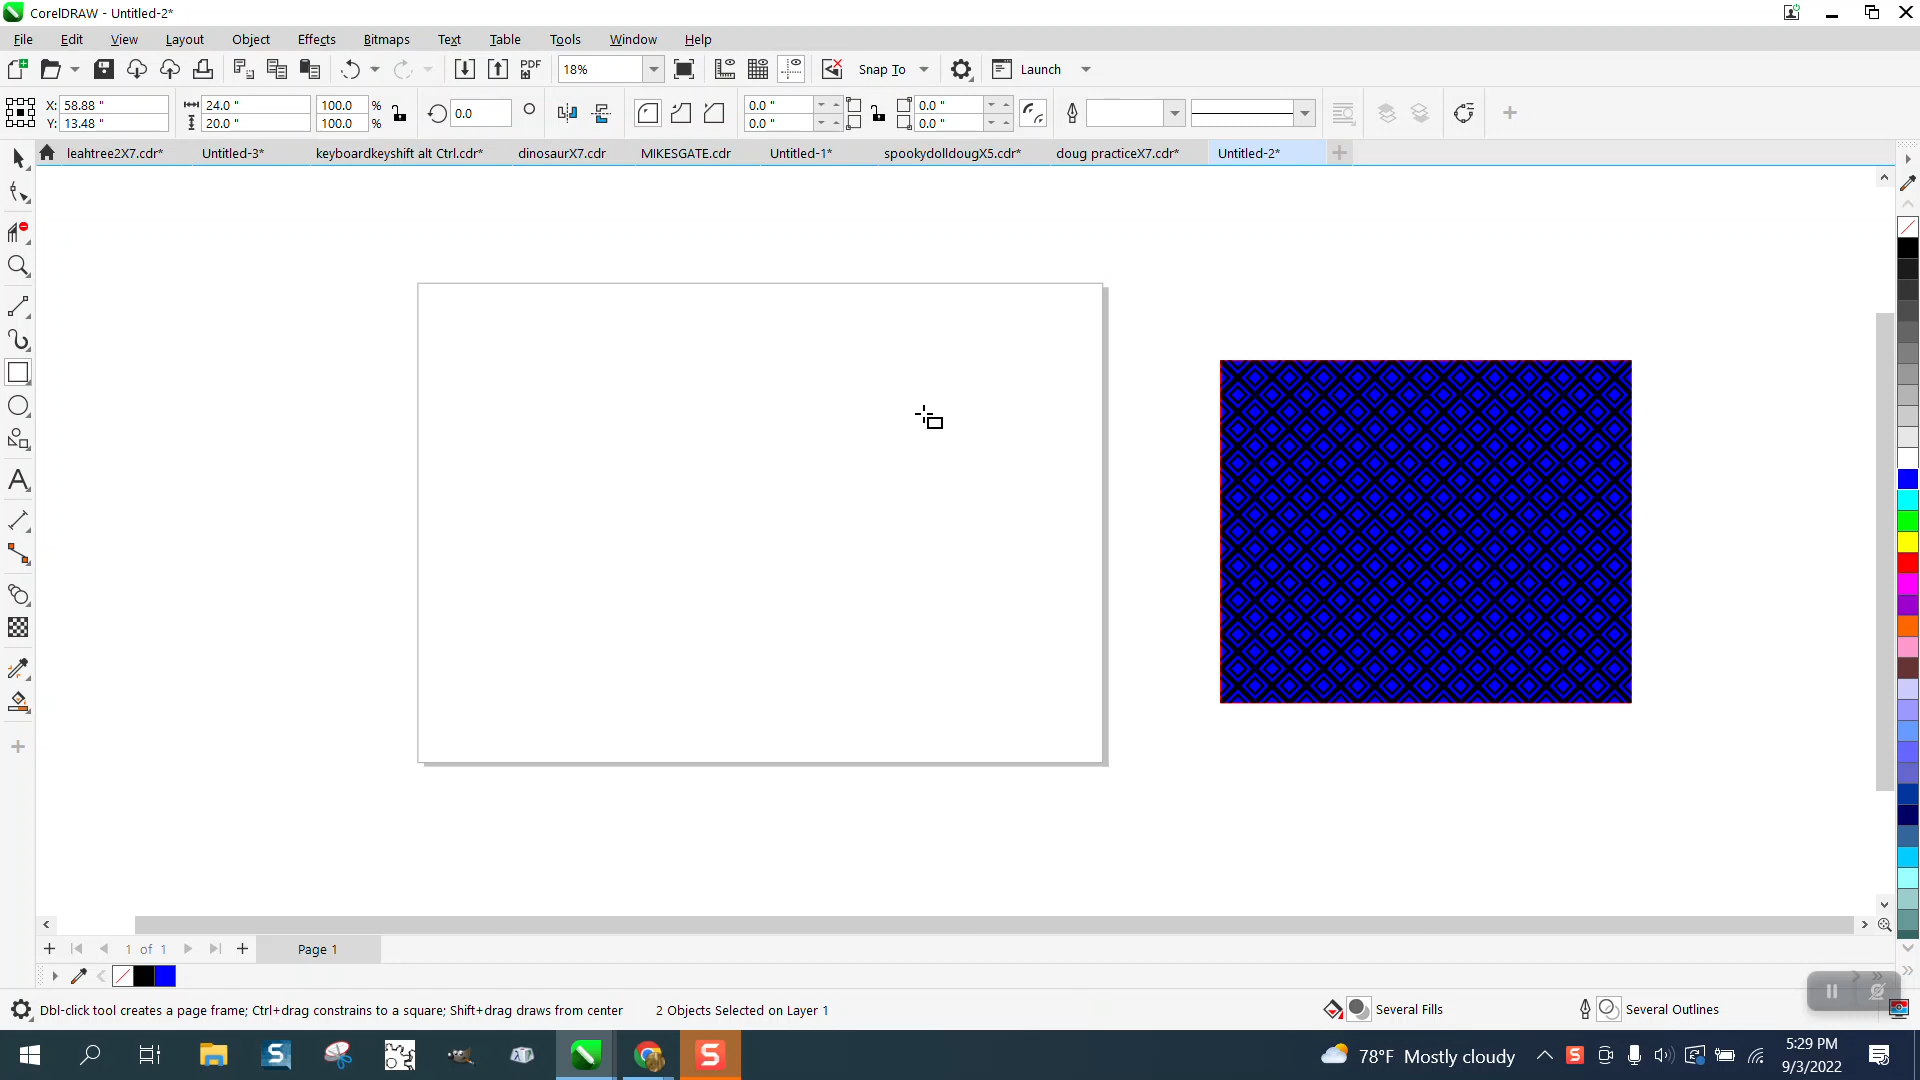 CorelDRAW - Untitled-2*
File Edit View Layout Object Effects Bitmaps Text Table Tools Window Help
PDF 18% Snap To Launch
X: 58.88 " 24.0 " 100.0 % 0.0 0.0 " 0.0 "
Y: 13.48 " 20.0 " 100.0 % 0.0 " 0.0 "
leahtree2X7.cdr* Untitled-3* keyboardkeyshift alt Ctrl.cdr* dinosaurX7.cdr MIKESGATE.cdr Untitled-1* spookydolldougX5.cdr* doug practiceX7.cdr* Untitled-2*
1 of 1 Page 1
Dbl-click tool creates a page frame; Ctrl+drag constrains to a square; Shift+drag draws from center 2 Objects Selected on Layer 1 Several Fills Several Outlines
78°F Mostly cloudy 5:29 PM
9/3/2022